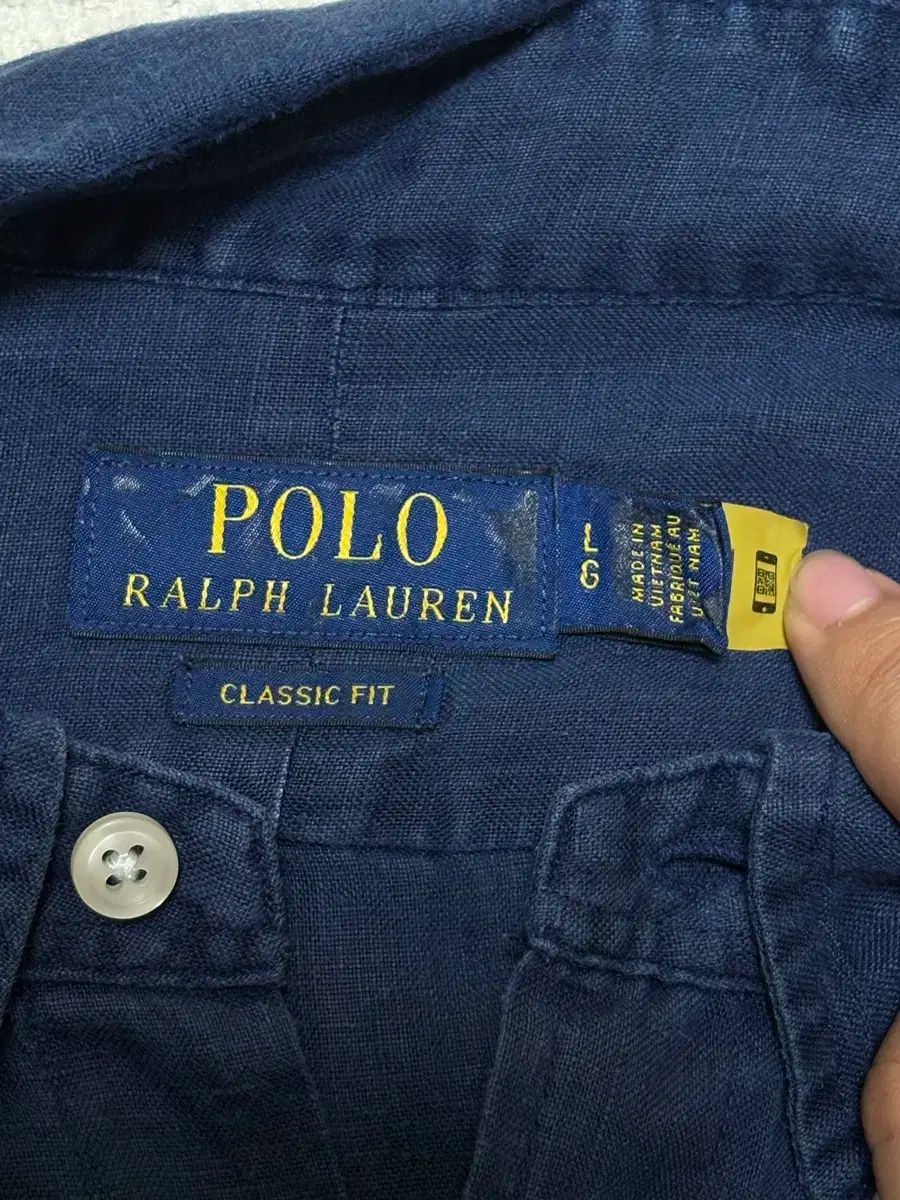 POLO
RALPH LAUREN
L
G
MADE IN
VIETNAM
FABRIQUÉ AU
VIET NAM
CLASSIC FIT